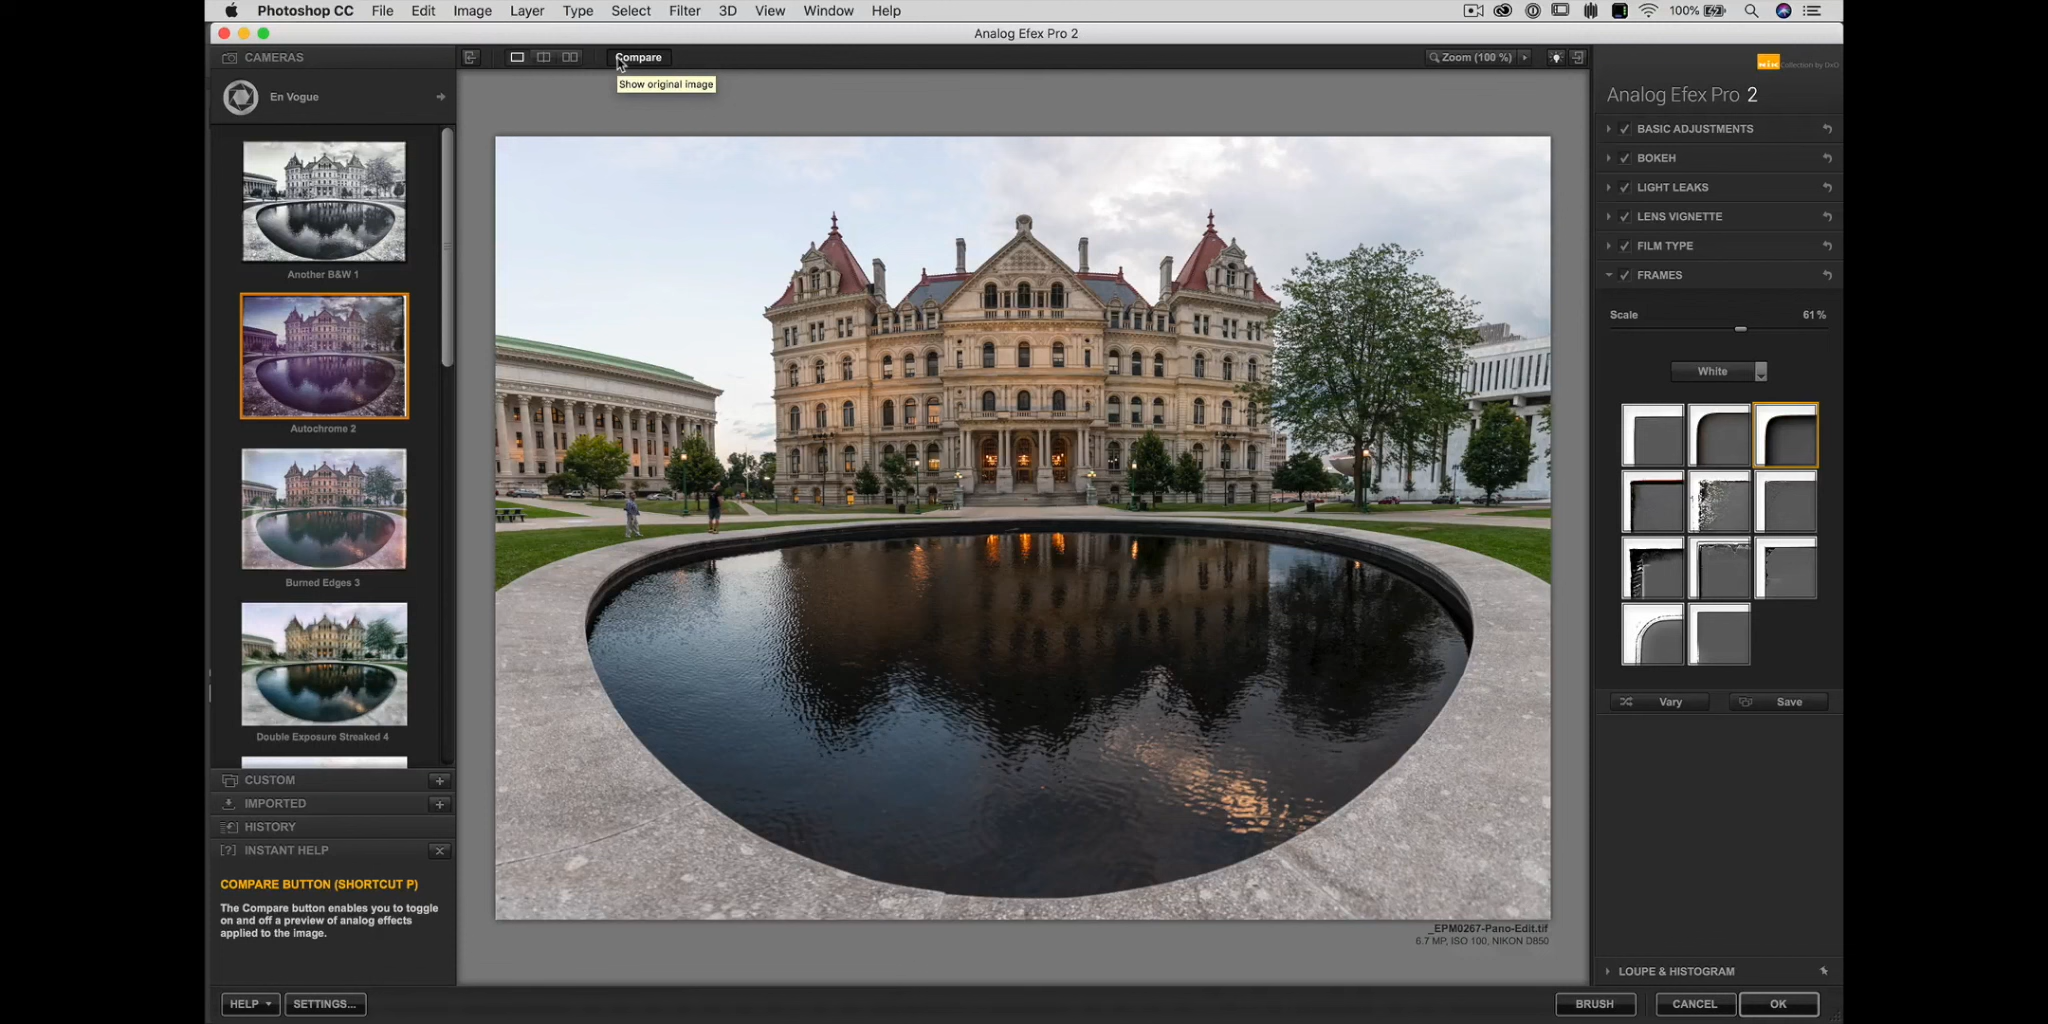 Photoshop CC File Edit Image Layer Type Select Filter 3D View Window Help 100%
Analog Efex Pro 2
CAMERAS
Compare
Zoom (100 %)
Show original image
En Vogue
Another B&W 1
Autochrome 2
Burned Edges 3
Double Exposure Streaked 4
CUSTOM
IMPORTED
HISTORY
[?] INSTANT HELP
COMPARE BUTTON (SHORTCUT P)
The Compare button enables you to toggle
on and off a preview of analog effects
applied to the image.
_EPM0267-Pano-Edit.tif
6.7 MP, ISO 100, NIKON D850
Nik Collection by DxO
Analog Efex Pro 2
BASIC ADJUSTMENTS
BOKEH
LIGHT LEAKS
LENS VIGNETTE
FILM TYPE
FRAMES
Scale 61 %
White
Vary Save
LOUPE & HISTOGRAM
HELP SETTINGS... BRUSH CANCEL OK